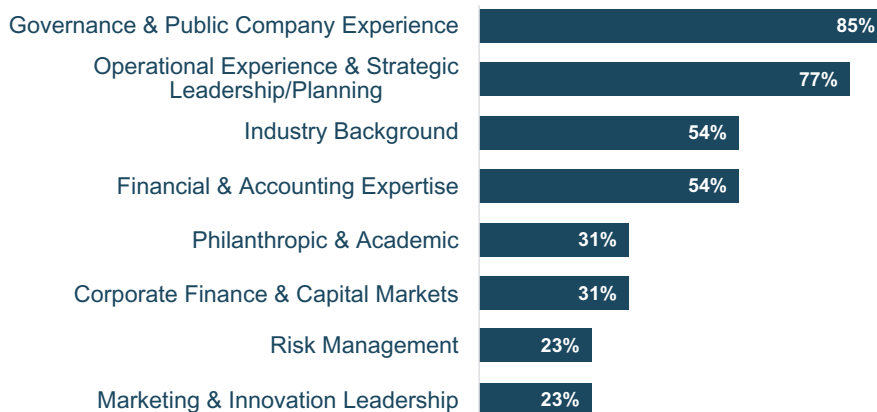 Governance & Public Company Experience
85%
Operational Experience & Strategic
Leadership/Planning
77%
Industry Background
54%
Financial & Accounting Expertise
54%
Philanthropic & Academic
31%
Corporate Finance & Capital Markets
31%
Risk Management
23%
Marketing & Innovation Leadership
23%